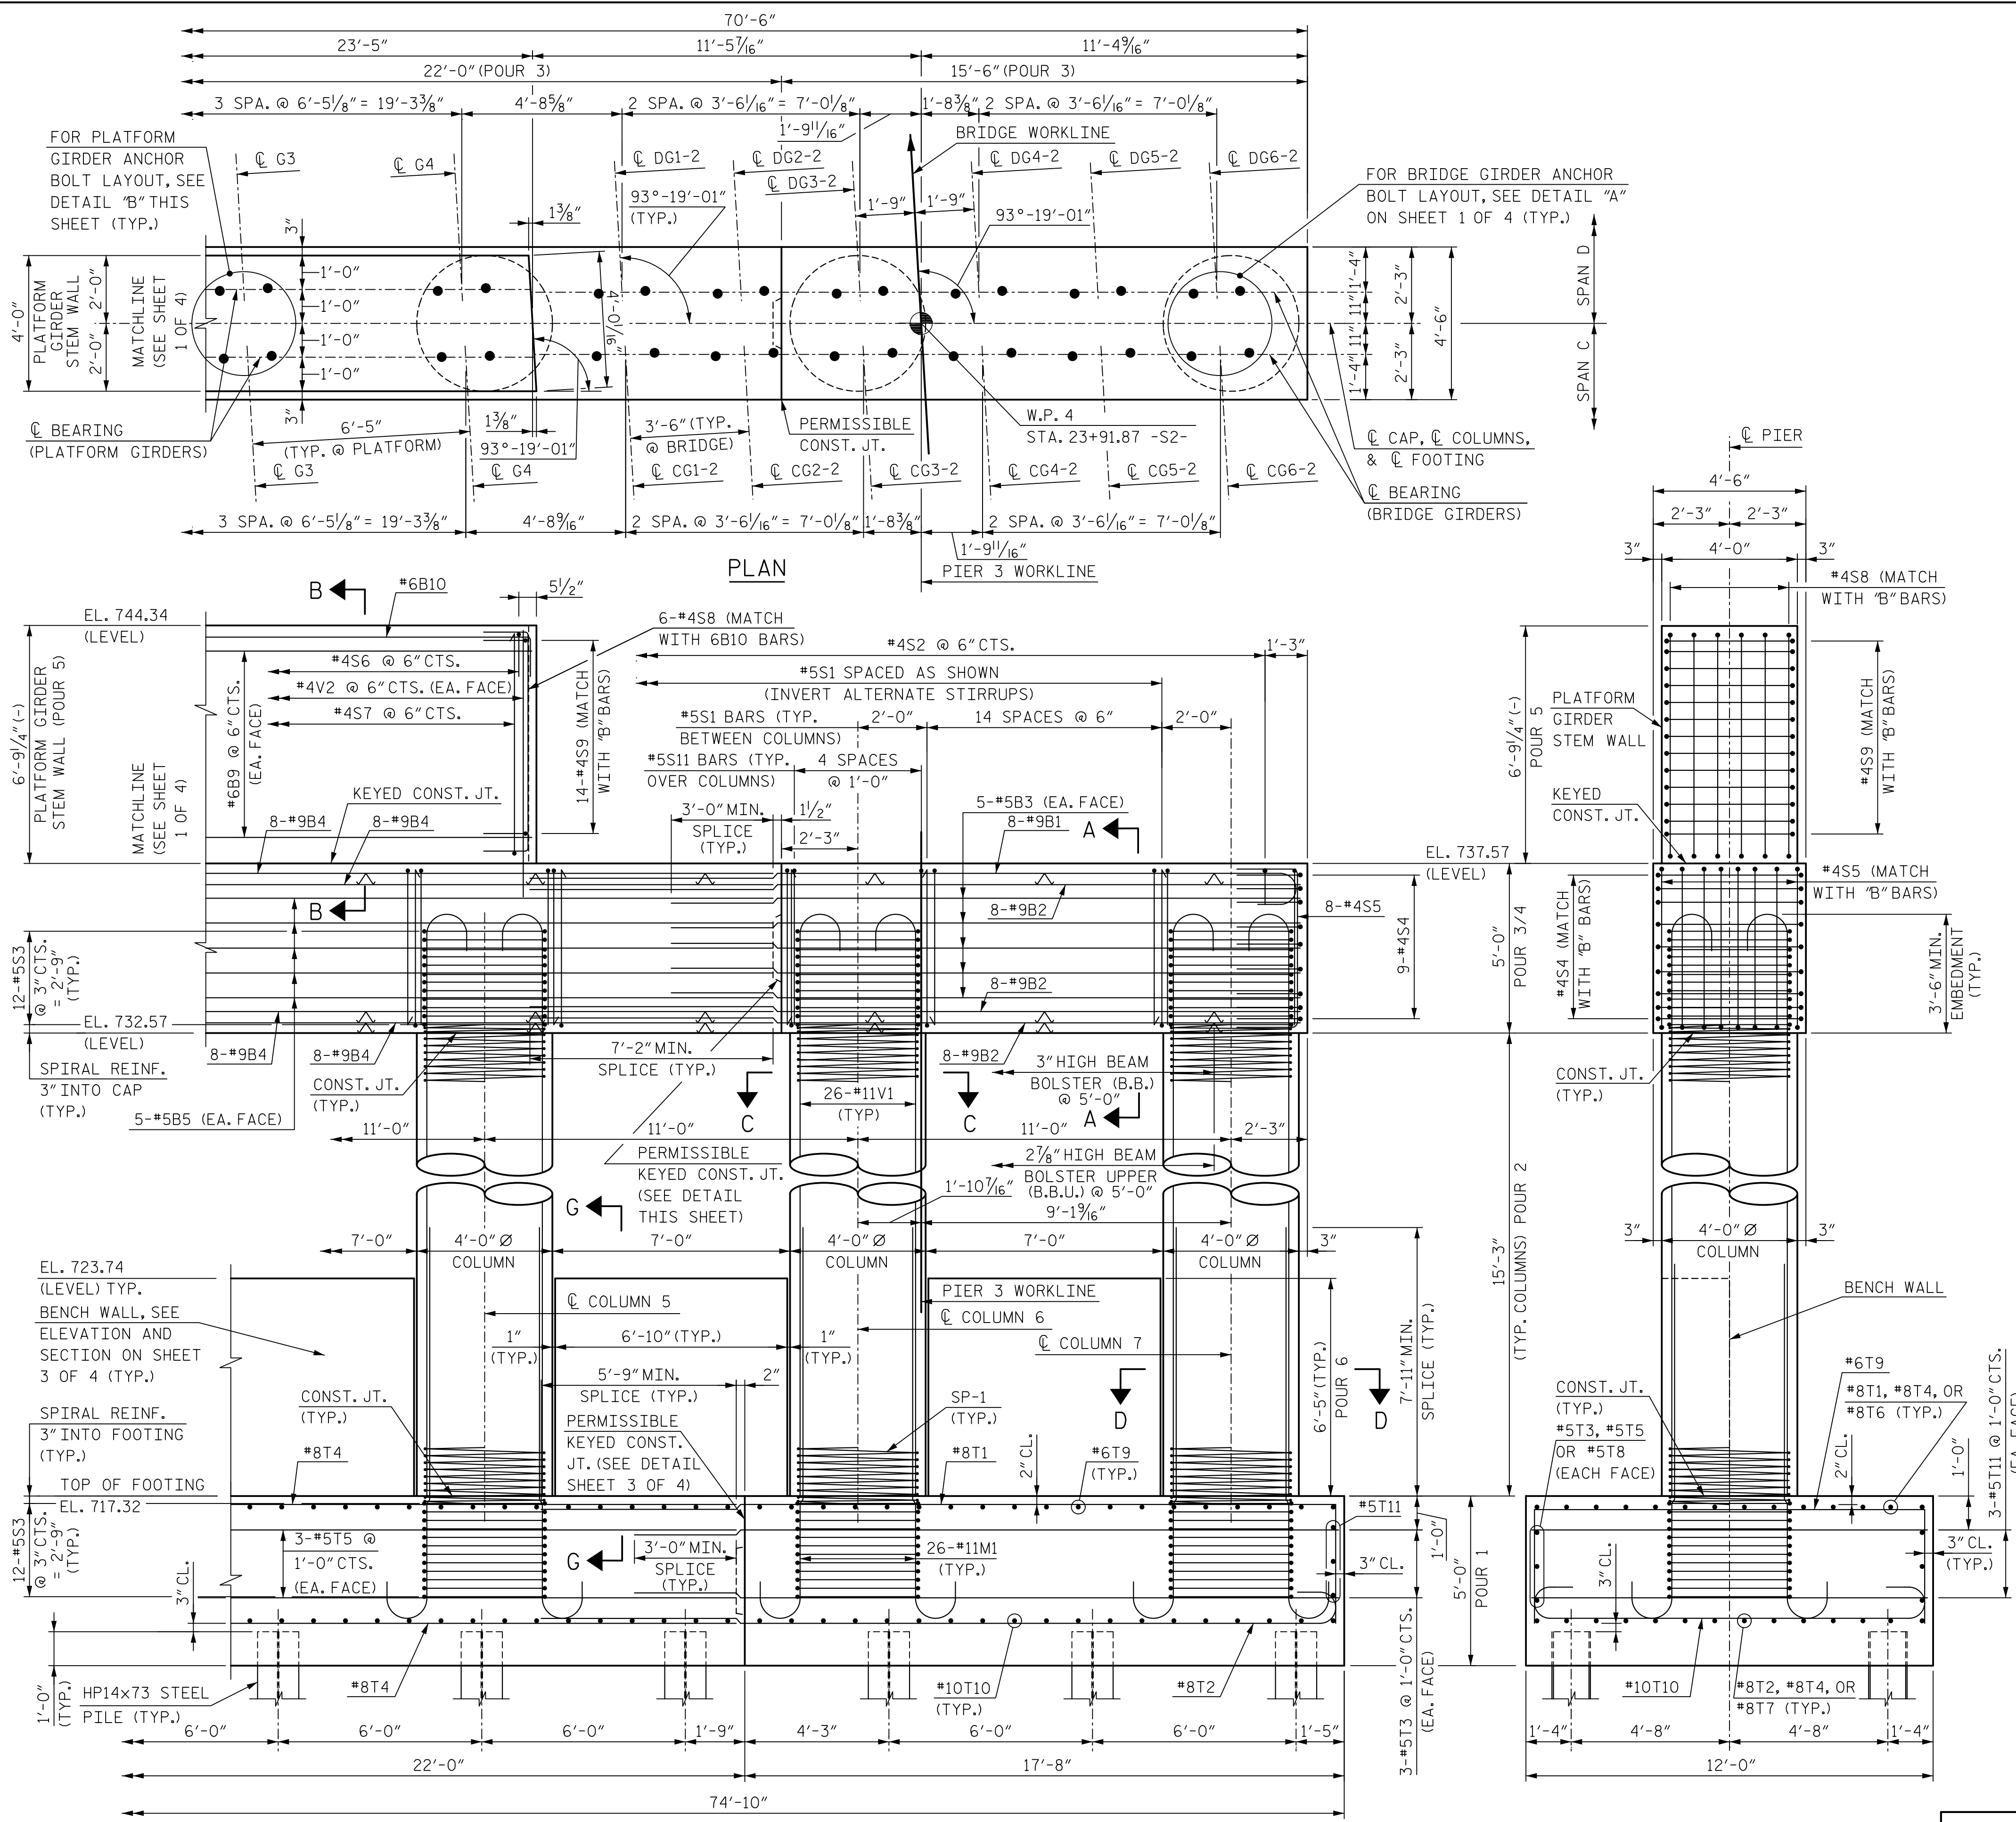 70'-6"
23'-5"
11'-5 7/16"
11'-4 9/16"
22'-0" (POUR 3)
15'-6" (POUR 3)
3 SPA. @ 6'-5 1/8" = 19'-3 3/8"
4'-8 5/8"
2 SPA. @ 3'-6 1/16" = 7'-0 1/8"
1'-8 3/8"
2 SPA. @ 3'-6 1/16" = 7'-0 1/8"
1'-9 11/16"
BRIDGE WORKLINE
FOR PLATFORM
GIRDER ANCHOR
BOLT LAYOUT, SEE
DETAIL "B" THIS
SHEET (TYP.)
℄ G3
℄ G4
℄ DG1-2
℄ DG2-2
℄ DG3-2
℄ DG4-2
℄ DG5-2
℄ DG6-2
FOR BRIDGE GIRDER ANCHOR
BOLT LAYOUT, SEE DETAIL "A"
ON SHEET 1 OF 4 (TYP.)
93°-19'-01"
(TYP.)
1'-9"
1'-9"
93°-19'-01"
1 3/8"
3"
4'-0"
PLATFORM
GIRDER
STEM WALL
2'-0"
2'-0"
MATCHLINE
(SEE SHEET
1 OF 4)
1'-0"
1'-0"
1'-0"
1'-0"
3"
4'-0 1/16"
1'-4"
11"
11"
1'-4"
2'-3"
2'-3"
4'-6"
SPAN D
SPAN C
℄ BEARING
(PLATFORM GIRDERS)
6'-5"
(TYP. @ PLATFORM)
1 3/8"
93°-19'-01"
3'-6" (TYP.
@ BRIDGE)
PERMISSIBLE
CONST. JT.
W.P. 4
STA. 23+91.87 -S2-
℄ CAP, ℄ COLUMNS,
& ℄ FOOTING
℄ BEARING
(BRIDGE GIRDERS)
℄ G3
℄ G4
℄ CG1-2
℄ CG2-2
℄ CG3-2
℄ CG4-2
℄ CG5-2
℄ CG6-2
3 SPA. @ 6'-5 1/8" = 19'-3 3/8"
4'-8 9/16"
2 SPA. @ 3'-6 1/16" = 7'-0 1/8"
1'-8 3/8"
2 SPA. @ 3'-6 1/16" = 7'-0 1/8"
1'-9 11/16"
PIER 3 WORKLINE
PLAN
B
#6B10
5 1/2"
EL. 744.34
(LEVEL)
6-#4S8 (MATCH
WITH 6B10 BARS)
#4S2 @ 6" CTS.
1'-3"
#4S6 @ 6" CTS.
#4V2 @ 6" CTS. (EA. FACE)
#4S7 @ 6" CTS.
#5S1 SPACED AS SHOWN
(INVERT ALTERNATE STIRRUPS)
#5S1 BARS (TYP.
BETWEEN COLUMNS)
2'-0"
14 SPACES @ 6"
2'-0"
#5S11 BARS (TYP.
OVER COLUMNS)
4 SPACES
@ 1'-0"
6'-9 1/4" (-)
PLATFORM GIRDER
STEM WALL (POUR 5)
MATCHLINE
(SEE SHEET
1 OF 4)
#6B9 @ 6" CTS.
(EA. FACE)
14-#4S9 (MATCH
WITH "B" BARS)
KEYED CONST. JT.
8-#9B4
8-#9B4
3'-0" MIN.
SPLICE
(TYP.)
1 1/2"
2'-3"
5-#5B3 (EA. FACE)
8-#9B1
A
EL. 737.57
(LEVEL)
B
8-#9B2
8-#4S5
9-#4S4
5'-0"
POUR 3/4
12-#5S3
@ 3" CTS.
= 2'-9"
(TYP.)
EL. 732.57
(LEVEL)
8-#9B2
8-#9B4
8-#9B4
8-#9B2
SPIRAL REINF.
3" INTO CAP
(TYP.)
5-#5B5 (EA. FACE)
CONST. JT.
(TYP.)
7'-2" MIN.
SPLICE (TYP.)
C
26-#11V1
(TYP)
C
3" HIGH BEAM
BOLSTER (B.B.)
@ 5'-0"
A
11'-0"
11'-0"
11'-0"
2'-3"
PERMISSIBLE
KEYED CONST. JT.
(SEE DETAIL
THIS SHEET)
2 7/8" HIGH BEAM
BOLSTER UPPER
(B.B.U.) @ 5'-0"
1'-10 7/16"
9'-1 9/16"
G
7'-0"
4'-0" Ø
COLUMN
7'-0"
4'-0" Ø
COLUMN
7'-0"
4'-0" Ø
COLUMN
3"
EL. 723.74
(LEVEL) TYP.
BENCH WALL, SEE
ELEVATION AND
SECTION ON SHEET
3 OF 4 (TYP.)
℄ COLUMN 5
PIER 3 WORKLINE
℄ COLUMN 6
℄ COLUMN 7
1"
(TYP.)
6'-10" (TYP.)
1"
(TYP.)
5'-9" MIN.
SPLICE (TYP.)
2"
CONST. JT.
(TYP.)
PERMISSIBLE
KEYED CONST.
JT. (SEE DETAIL
SHEET 3 OF 4)
SP-1
(TYP.)
D
D
6'-5" (TYP.)
POUR 6
7'-11" MIN.
SPLICE (TYP.)
15'-3"
(TYP. COLUMNS) POUR 2
SPIRAL REINF.
3" INTO FOOTING
(TYP.)
#8T4
#8T1
2" CL.
#6T9
(TYP.)
TOP OF FOOTING
EL. 717.32
12-#5S3
@ 3" CTS.
= 2'-9"
(TYP.)
3-#5T5 @
1'-0" CTS.
(EA. FACE)
3" CL.
G
3'-0" MIN.
SPLICE
(TYP.)
26-#11M1
(TYP.)
#5T11
3" CL.
1'-0"
5'-0"
POUR 1
3-#5T3 @ 1'-0" CTS.
(EA. FACE)
1'-0"
(TYP.)
HP14x73 STEEL
PILE (TYP.)
#8T4
#10T10
(TYP.)
#8T2
6'-0"
6'-0"
6'-0"
1'-9"
4'-3"
6'-0"
6'-0"
1'-5"
22'-0"
17'-8"
74'-10"
℄ PIER
4'-6"
2'-3"
2'-3"
3"
4'-0"
3"
#4S8 (MATCH
WITH "B" BARS)
6'-9 1/4" (-)
POUR 5
PLATFORM
GIRDER
STEM WALL
#4S9 (MATCH
WITH "B" BARS)
KEYED
CONST. JT.
#4S5 (MATCH
WITH "B" BARS)
#4S4 (MATCH
WITH "B" BARS)
3'-6" MIN.
EMBEDMENT
(TYP.)
CONST. JT.
(TYP.)
3"
4'-0" Ø
COLUMN
3"
BENCH WALL
CONST. JT.
(TYP.)
#5T3, #5T5
OR #5T8
(EACH FACE)
#6T9
#8T1, #8T4, OR
#8T6 (TYP.)
2" CL.
1'-0"
3-#5T11 @ 1'-0" CTS.
(EA. FACE)
3" CL.
3" CL.
(TYP.)
#10T10
#8T2, #8T4, OR
#8T7 (TYP.)
1'-4"
4'-8"
4'-8"
1'-4"
12'-0"